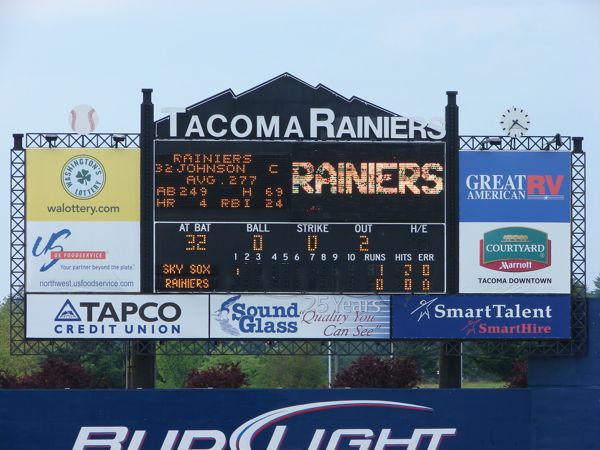 TACOMA RAINIERS
RAINIERS
32 JOHNSON C
AVG .277
AB 249 H 69
HR 4 RBI 24
RAINIERS
WASHINGTON'S LOTTERY
walottery.com
US FOODSERVICE
Your partner beyond the plate.
northwest.usfoodservice.com
GREAT AMERICAN RV
COURTYARD
Marriott
TACOMA DOWNTOWN
AT BAT BALL STRIKE OUT H/E
32 0 0 2
1 2 3 4 5 6 7 8 9 10 RUNS HITS ERR
SKY SOX
RAINIERS
TAPCO
CREDIT UNION
Sound Glass
25 Years
"Quality You Can See"
SmartTalent
SmartHire
BUD LIGHT